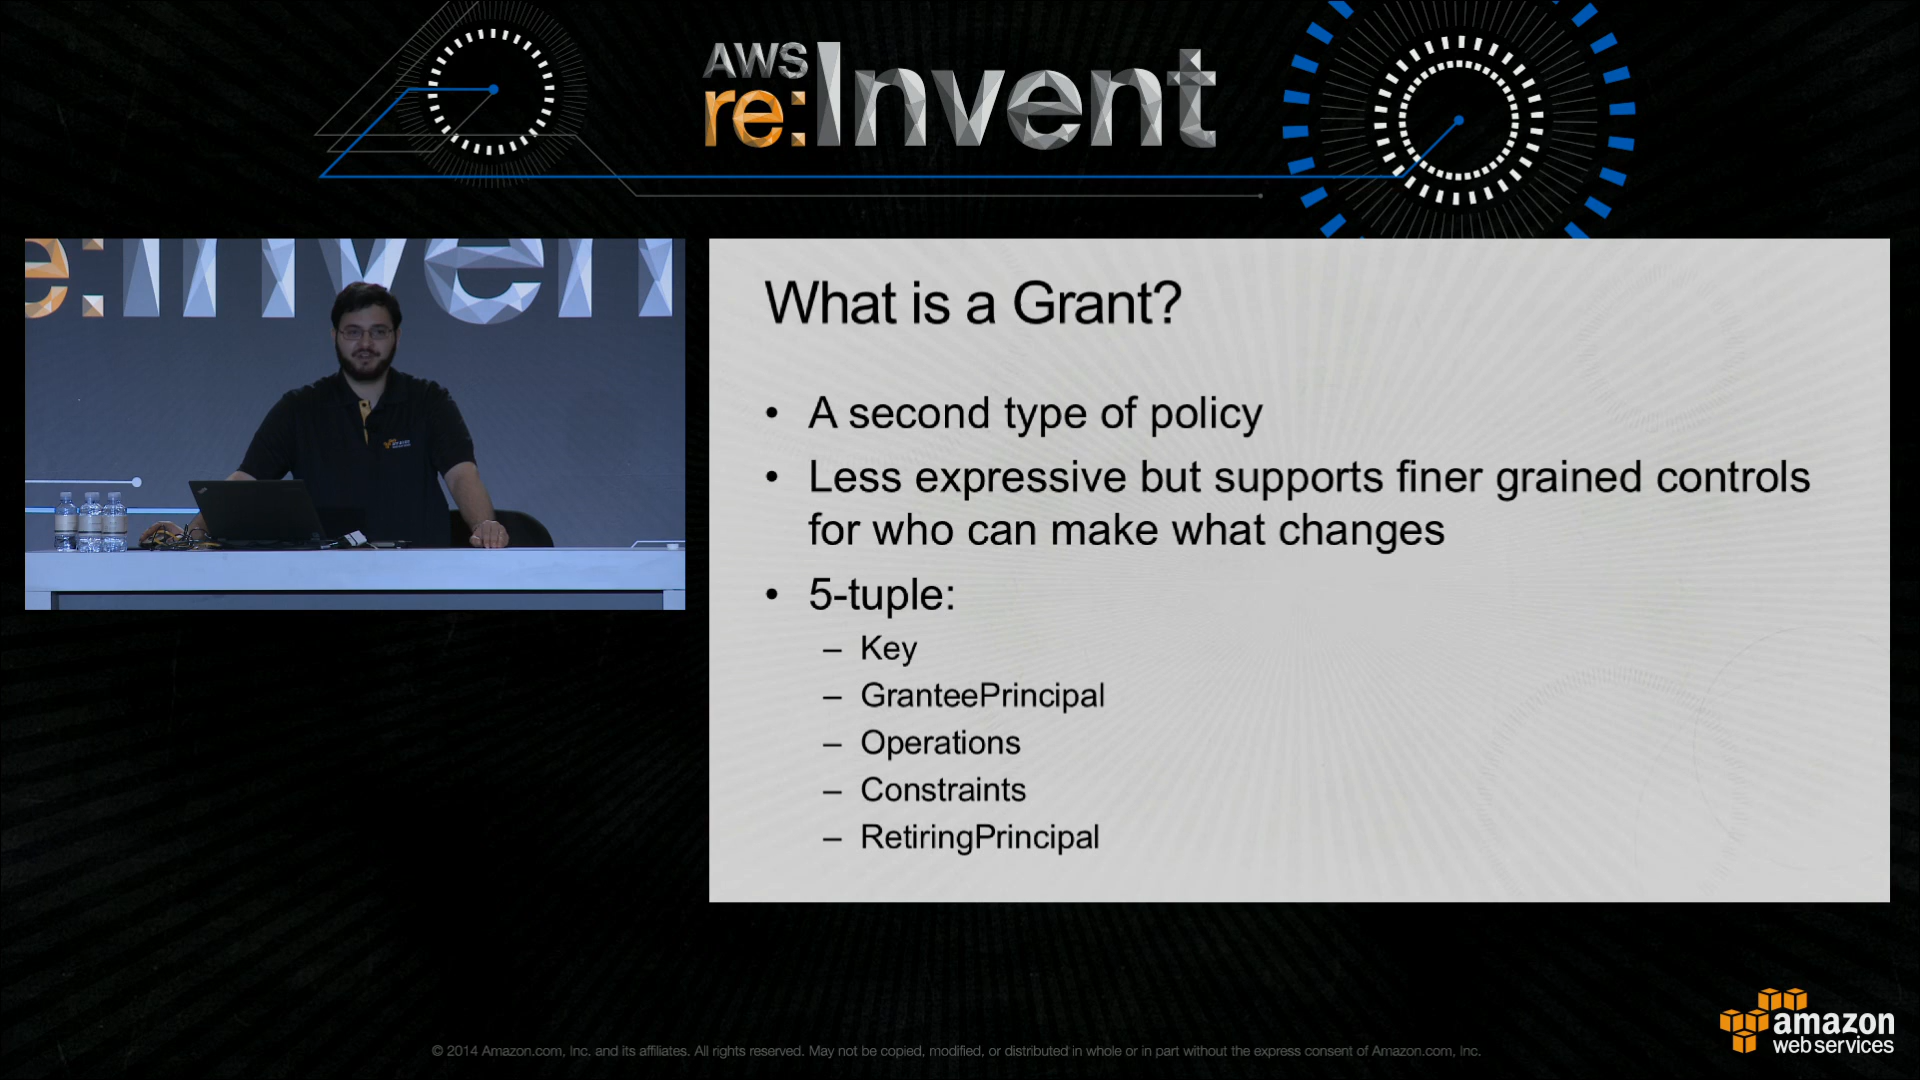 AWS
re:Invent
e:Inven
What is a Grant?
• A second type of policy
• Less expressive but supports finer grained controls
for who can make what changes
• 5-tuple:
– Key
– GranteePrincipal
– Operations
– Constraints
– RetiringPrincipal
amazon
web services
© 2014 Amazon.com, Inc. and its affiliates. All rights reserved. May not be copied, modified, or distributed in whole or in part without the express consent of Amazon.com, Inc.